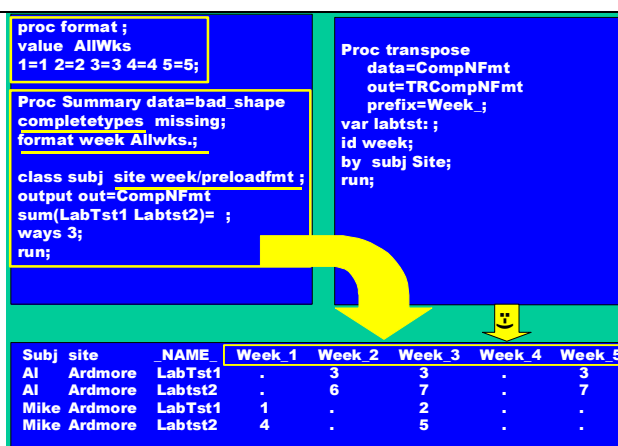 proc format ;
value AllWks
1=1 2=2 3=3 4=4 5=5;
Proc Summary data=bad_shape
completetypes missing;
format week Allwks.;
class subj site week/preloadfmt ;
output out=CompNFmt
sum(LabTst1 Labtst2)= ;
ways 3;
run;
Proc transpose
data=CompNFmt
out=TRCompNFmt
prefix=Week_;
var labtst: ;
id week;
by subj Site;
run;
Subj site _NAME_ Week_1 Week_2 Week_3 Week_4 Week_5
Al Ardmore LabTst1 . 3 3 . 3
Al Ardmore Labtst2 . 6 7 . 7
Mike Ardmore LabTst1 1 . 2 . .
Mike Ardmore Labtst2 4 . 5 . .